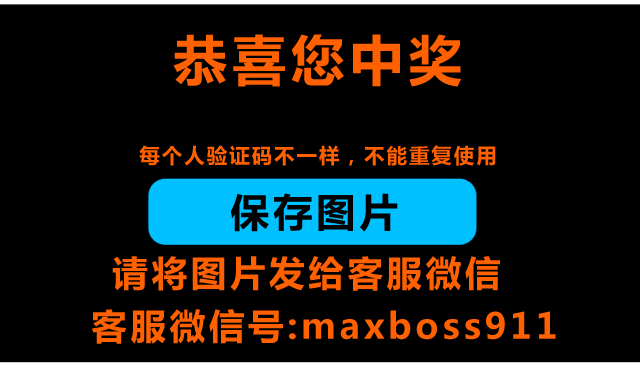 恭喜您中奖
每个人验证码不一样，不能重复使用
保存图片
请将图片发给客服微信
客服微信号:maxboss911